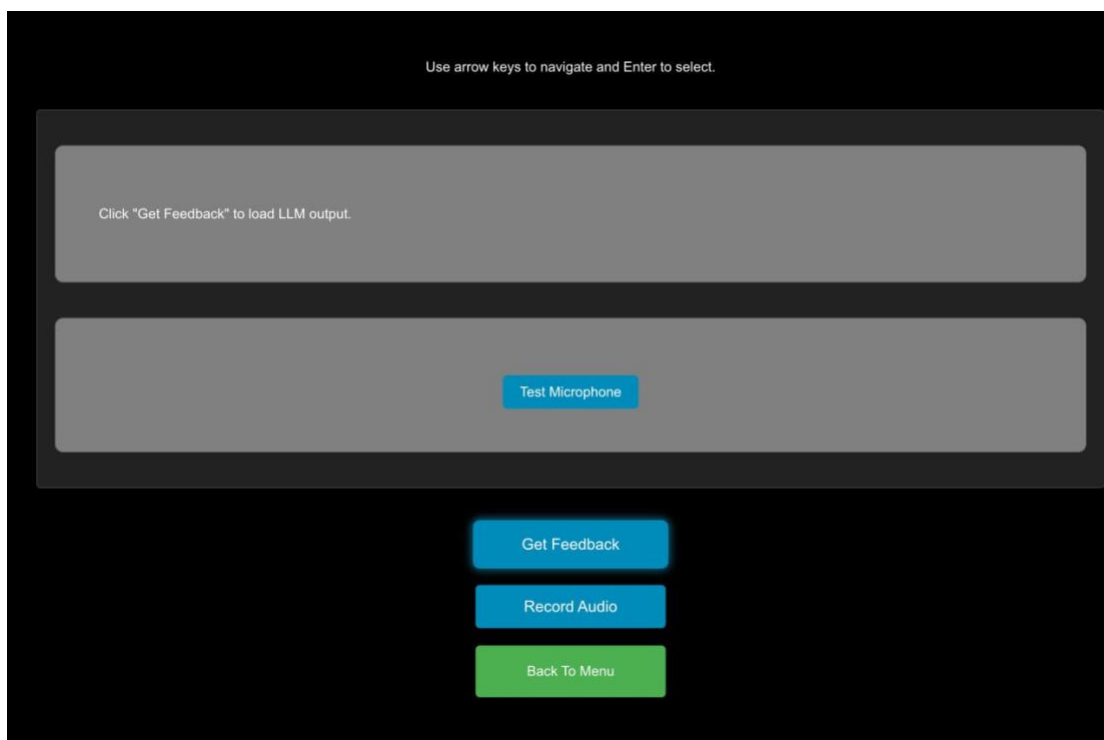 Use arrow keys to navigate and Enter to select.
Click "Get Feedback" to load LLM output.
Test Microphone
Get Feedback
Record Audio
Back To Menu